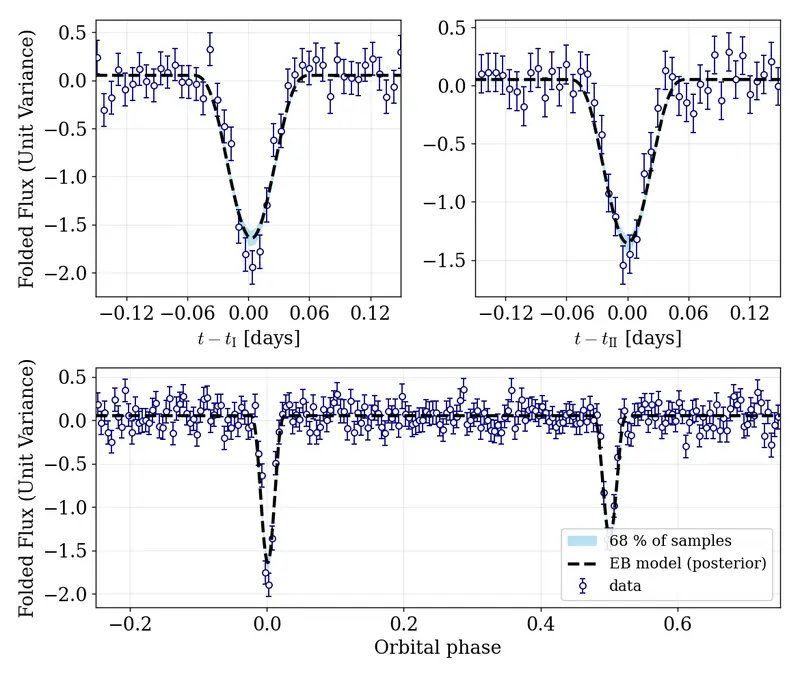 Folded Flux (Unit Variance)
0.5
0.0
−0.5
−1.0
−1.5
−2.0
−0.12 −0.06 0.00 0.06 0.12
t − tI [days]
0.5
0.0
−0.5
−1.0
−1.5
−0.12 −0.06 0.00 0.06 0.12
t − tII [days]
Folded Flux (Unit Variance)
0.5
0.0
−0.5
−1.0
−1.5
−2.0
68 % of samples
EB model (posterior)
data
−0.2 0.0 0.2 0.4 0.6
Orbital phase